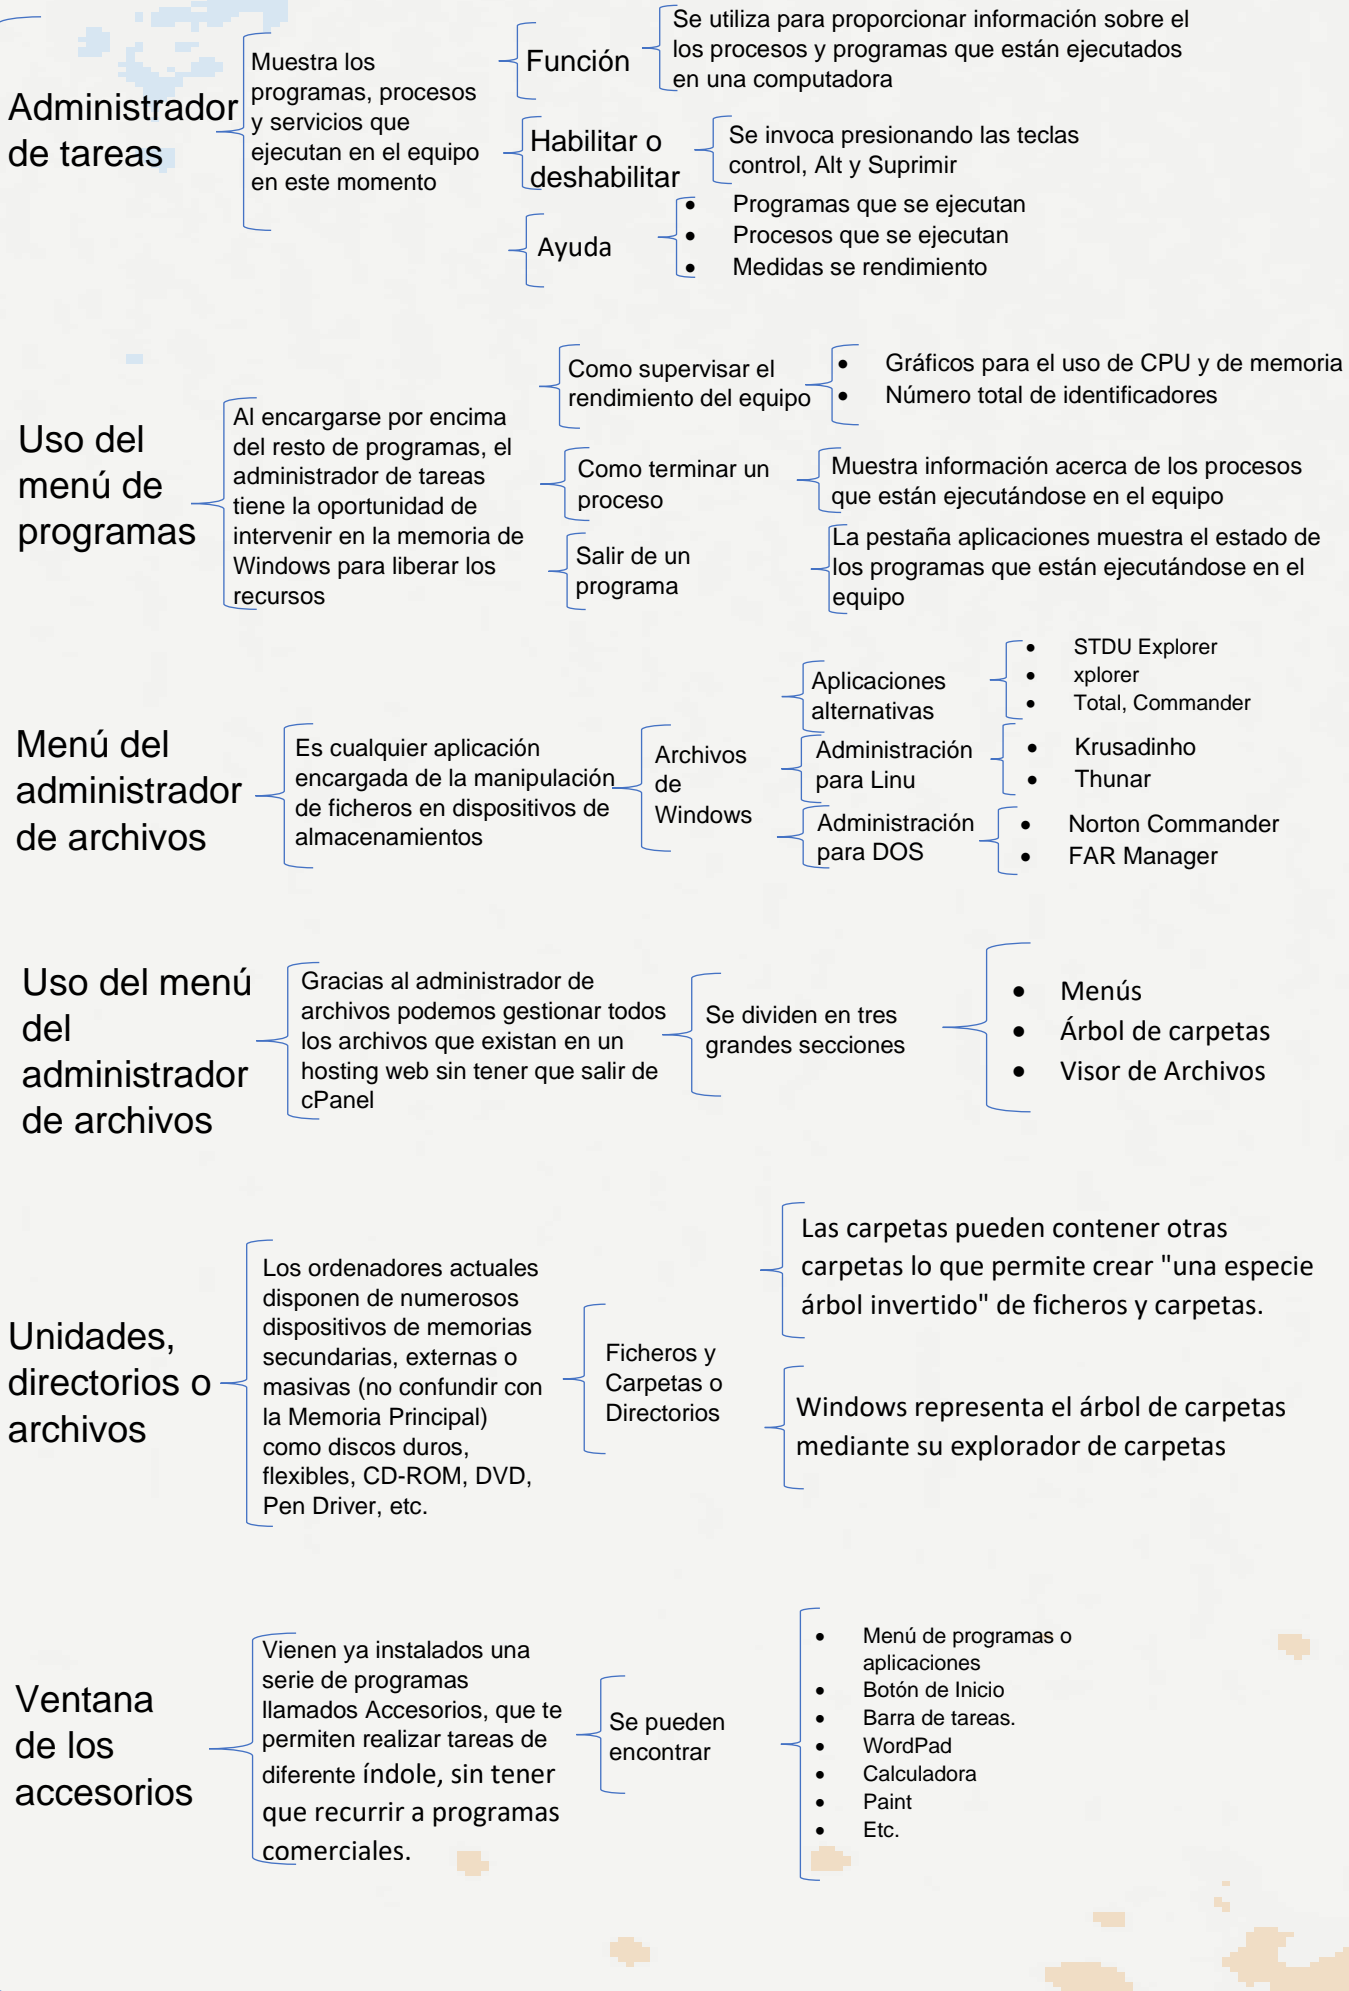 Administrador
de tareas
Muestra los
programas, procesos
y servicios que
ejecutan en el equipo
en este momento
Función
Se utiliza para proporcionar información sobre el
los procesos y programas que están ejecutados
en una computadora
Habilitar o
deshabilitar
Se invoca presionando las teclas
control, Alt y Suprimir
Ayuda
• Programas que se ejecutan
• Procesos que se ejecutan
• Medidas se rendimiento
Uso del
menú de
programas
Al encargarse por encima
del resto de programas, el
administrador de tareas
tiene la oportunidad de
intervenir en la memoria de
Windows para liberar los
recursos
Como supervisar el
rendimiento del equipo
• Gráficos para el uso de CPU y de memoria
• Número total de identificadores
Como terminar un
proceso
Muestra información acerca de los procesos
que están ejecutándose en el equipo
Salir de un
programa
La pestaña aplicaciones muestra el estado de
los programas que están ejecutándose en el
equipo
Menú del
administrador
de archivos
Es cualquier aplicación
encargada de la manipulación
de ficheros en dispositivos de
almacenamientos
Archivos
de
Windows
Aplicaciones
alternativas
• STDU Explorer
• xplorer
• Total, Commander
Administración
para Linu
• Krusadinho
• Thunar
Administración
para DOS
• Norton Commander
• FAR Manager
Uso del menú
del
administrador
de archivos
Gracias al administrador de
archivos podemos gestionar todos
los archivos que existan en un
hosting web sin tener que salir de
cPanel
Se dividen en tres
grandes secciones
• Menús
• Árbol de carpetas
• Visor de Archivos
Unidades,
directorios o
archivos
Los ordenadores actuales
disponen de numerosos
dispositivos de memorias
secundarias, externas o
masivas (no confundir con
la Memoria Principal)
como discos duros,
flexibles, CD-ROM, DVD,
Pen Driver, etc.
Ficheros y
Carpetas o
Directorios
Las carpetas pueden contener otras
carpetas lo que permite crear "una especie
árbol invertido" de ficheros y carpetas.
Windows representa el árbol de carpetas
mediante su explorador de carpetas
Ventana
de los
accesorios
Vienen ya instalados una
serie de programas
llamados Accesorios, que te
permiten realizar tareas de
diferente índole, sin tener
que recurrir a programas
comerciales.
Se pueden
encontrar
• Menú de programas o
aplicaciones
• Botón de Inicio
• Barra de tareas.
• WordPad
• Calculadora
• Paint
• Etc.